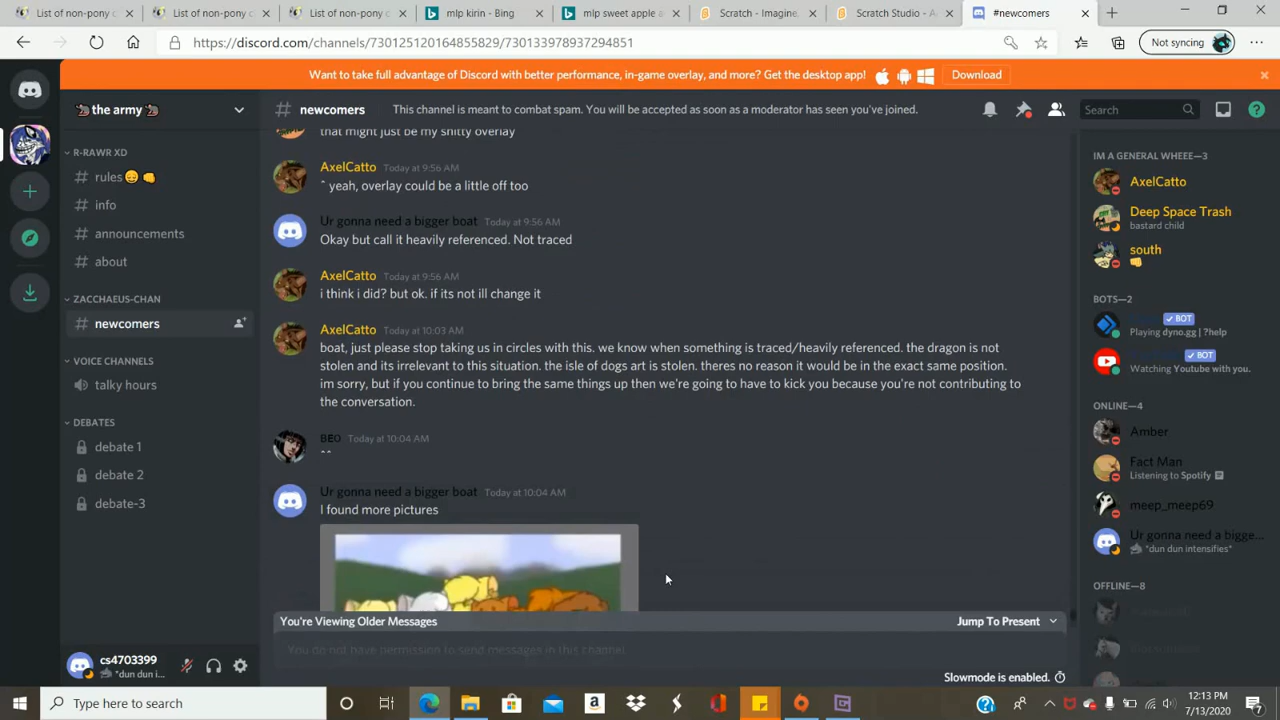 List of non-pony c
List of non-pony c
List of non-pony c
mlp kirin - Bing
mlp sweet apple a
Scratch - Imagine,
Scratch Studio - A
#newcomers
https://discord.com/channels/730125120164855829/730133978937294851
Not syncing
Want to take full advantage of Discord with better performance, in-game overlay, and more? Get the desktop app!
Download
the army
# newcomers
This channel is meant to combat spam. You will be accepted as soon as a moderator has seen you've joined.
Search
R-RAWR XD
# rules 😔 👊
# info
# announcements
# about
ZACCHAEUS-CHAN
# newcomers
VOICE CHANNELS
talky hours
DEBATES
debate 1
debate 2
debate-3
cs4703399
*dun dun i...
that might just be my shitty overlay
AxelCatto Today at 9:56 AM
^ yeah, overlay could be a little off too
Ur gonna need a bigger boat Today at 9:56 AM
Okay but call it heavily referenced. Not traced
AxelCatto Today at 9:56 AM
i think i did? but ok. if its not ill change it
AxelCatto Today at 10:03 AM
boat, just please stop taking us in circles with this. we know when something is traced/heavily referenced. the dragon is not
stolen and its irrelevant to this situation. the isle of dogs art is stolen. theres no reason it would be in the exact same position.
im sorry, but if you continue to bring the same things up then we're going to have to kick you because you're not contributing to
the conversation.
BEO Today at 10:04 AM
^^
Ur gonna need a bigger boat Today at 10:04 AM
I found more pictures
You're Viewing Older Messages
Jump To Present
You do not have permission to send messages in this channel.
Slowmode is enabled.
IM A GENERAL WHEEE—3
AxelCatto
Deep Space Trash
bastard child
south
👊
BOTS—2
BOT
Playing dyno.gg | ?help
BOT
Watching Youtube with you.
ONLINE—4
Amber
Fact Man
Listening to Spotify
meep_meep69
Ur gonna need a bigge...
*dun dun intensifies*
OFFLINE—8
Type here to search
12:13 PM
7/13/2020
7